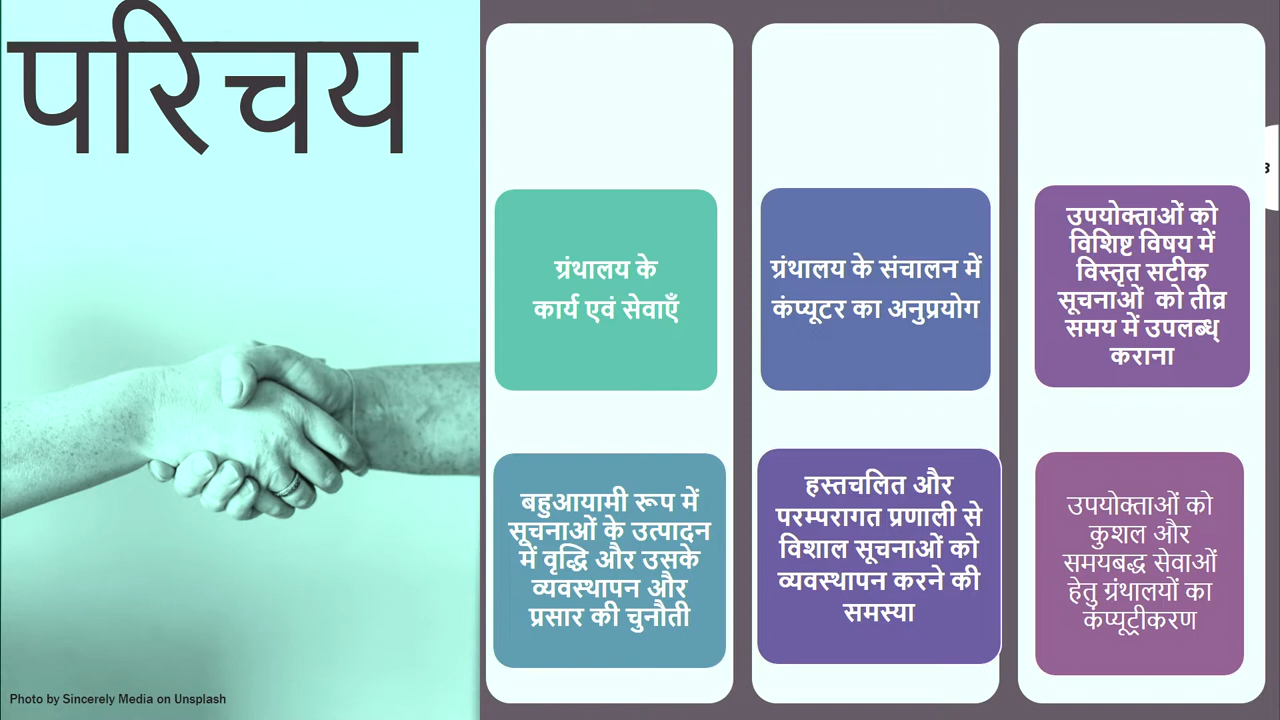 परिचय
ग्रंथालय के
कार्य एवं सेवाएँ
ग्रंथालय के संचालन में
कंप्यूटर का अनुप्रयोग
उपयोक्ताओं को
विशिष्ट विषय में
विस्तृत सटीक
सूचनाओं को तीव्र
समय में उपलब्ध्
कराना
बहुआयामी रूप में
सूचनाओं के उत्पादन
में वृद्धि और उसके
व्यवस्थापन और
प्रसार की चुनौती
हस्तचलित और
परम्परागत प्रणाली से
विशाल सूचनाओं को
व्यवस्थापन करने की
समस्या
उपयोक्ताओं को
कुशल और
समयबद्ध सेवाओं
हेतु ग्रंथालयों का
कंप्यूट्रीकरण
3
Photo by Sincerely Media on Unsplash